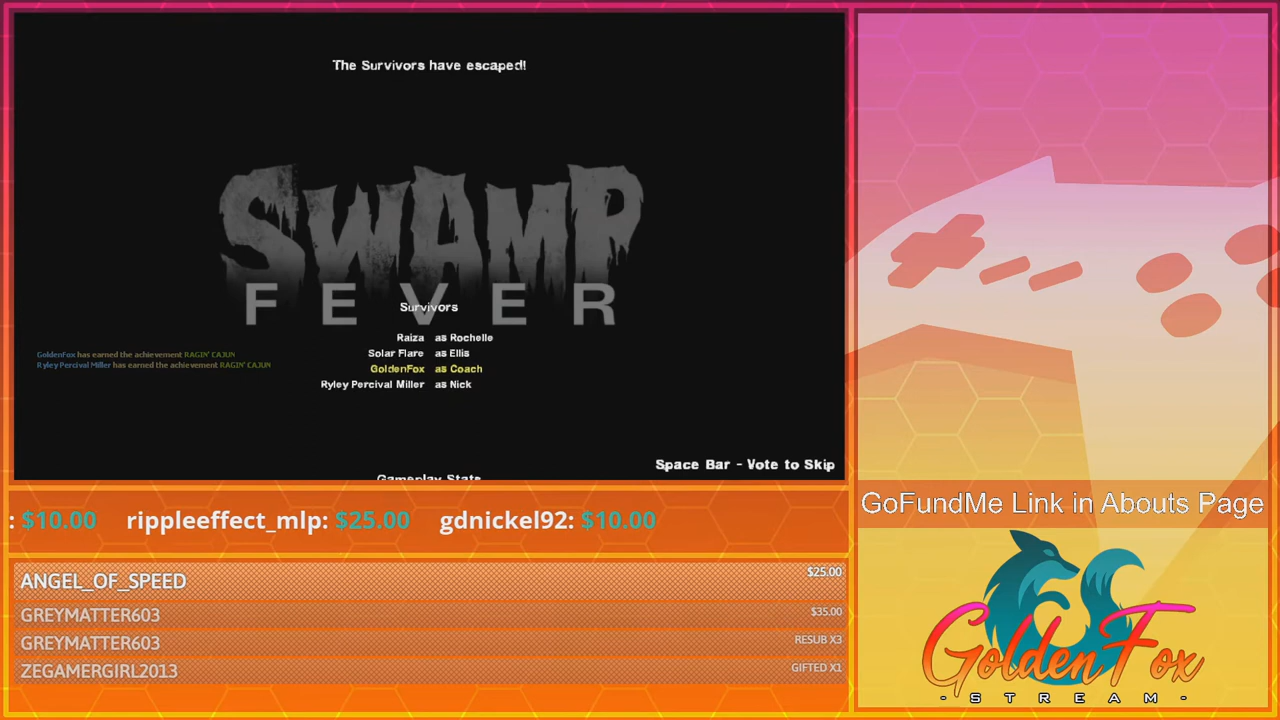 The Survivors have escaped!
SWAMP
FEVER
Survivors
Raiza as Rochelle
Solar Flare as Ellis
GoldenFox as Coach
Ryley Percival Miller as Nick
GoldenFox has earned the achievement RAGIN' CAJUN
Ryley Percival Miller has earned the achievement RAGIN' CAJUN
Space Bar - Vote to Skip
Gameplay Stats
: $10.00 rippleeffect_mlp: $25.00 gdnickel92: $10.00
ANGEL_OF_SPEED $25.00
GREYMATTER603 $35.00
GREYMATTER603 RESUB X3
ZEGAMERGIRL2013 GIFTED X1
GoFundMe Link in Abouts Page
GoldenFox
- STREAM -